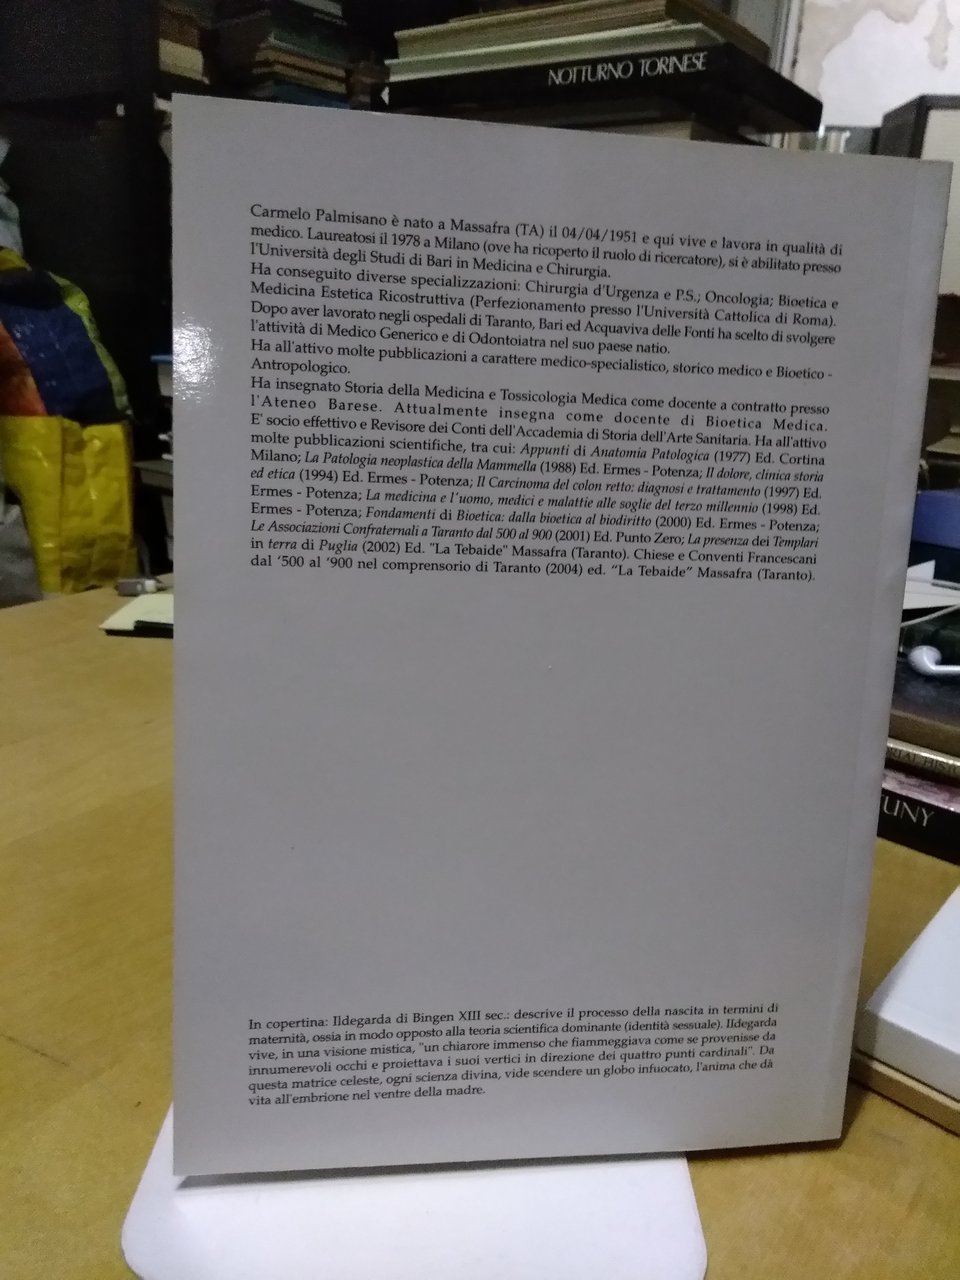 NOTTURNO TORINESE
Carmelo Palmisano è nato a Massafra (TA) il 04/04/1951 e qui vive e lavora in qualità di
medico. Laureatosi il 1978 a Milano (ove ha ricoperto il ruolo di ricercatore), si è abilitato presso
l'Università degli Studi di Bari in Medicina e Chirurgia.
Ha conseguito diverse specializzazioni: Chirurgia d'Urgenza e P.S.; Oncologia; Bioetica e
Medicina Estetica Ricostruttiva (Perfezionamento presso l'Università Cattolica di Roma).
Dopo aver lavorato negli ospedali di Taranto, Bari ed Acquaviva delle Fonti ha scelto di svolgere
l'attività di Medico Generico e di Odontoiatra nel suo paese natio.
Ha all'attivo molte pubblicazioni a carattere medico-specialistico, storico medico e Bioetico -
Antropologico.
Ha insegnato Storia della Medicina e Tossicologia Medica come docente a contratto presso
l'Ateneo Barese. Attualmente insegna come docente di Bioetica Medica.
E' socio effettivo e Revisore dei Conti dell'Accademia di Storia dell'Arte Sanitaria. Ha all'attivo
molte pubblicazioni scientifiche, tra cui: Appunti di Anatomia Patologica (1977) Ed. Cortina
Milano; La Patologia neoplastica della Mammella (1988) Ed. Ermes - Potenza; Il dolore, clinica storia
ed etica (1994) Ed. Ermes - Potenza; Il Carcinoma del colon retto: diagnosi e trattamento (1997) Ed.
Ermes - Potenza; La medicina e l'uomo, medici e malattie alle soglie del terzo millennio (1998) Ed.
Ermes - Potenza; Fondamenti di Bioetica: dalla bioetica al biodiritto (2000) Ed. Ermes - Potenza;
Le Associazioni Confraternali a Taranto dal 500 al 900 (2001) Ed. Punto Zero; La presenza dei Templari
in terra di Puglia (2002) Ed. "La Tebaide" Massafra (Taranto). Chiese e Conventi Francescani
dal '500 al '900 nel comprensorio di Taranto (2004) ed. "La Tebaide" Massafra (Taranto).
UNY
In copertina: Ildegarda di Bingen XIII sec.: descrive il processo della nascita in termini di
maternità, ossia in modo opposto alla teoria scientifica dominante (identità sessuale). Ildegarda
vive, in una visione mistica, "un chiarore immenso che fiammeggiava come se provenisse da
innumerevoli occhi e proiettava i suoi vertici in direzione dei quattro punti cardinali". Da
questa matrice celeste, ogni scienza divina, vide scendere un globo infuocato, l'anima che dà
vita all'embrione nel ventre della madre.